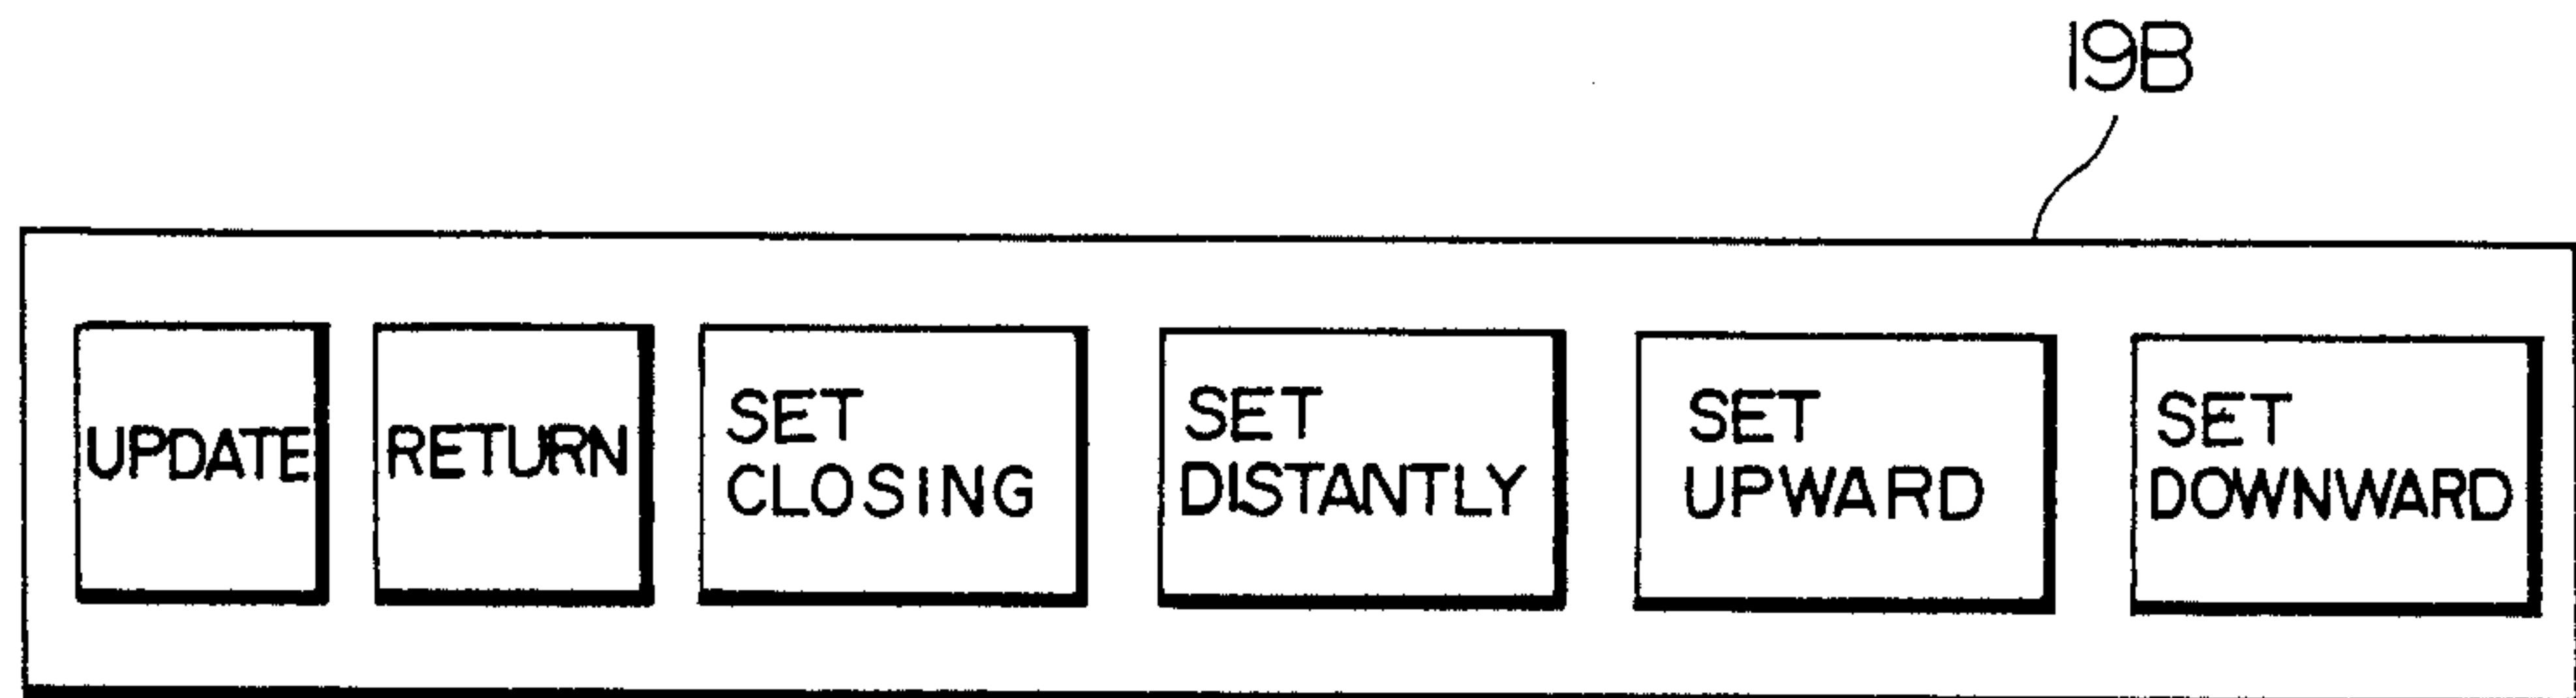 19B
UPDATE
RETURN
SET
CLOSING
SET
DISTANTLY
SET
UPWARD
SET
DOWNWARD